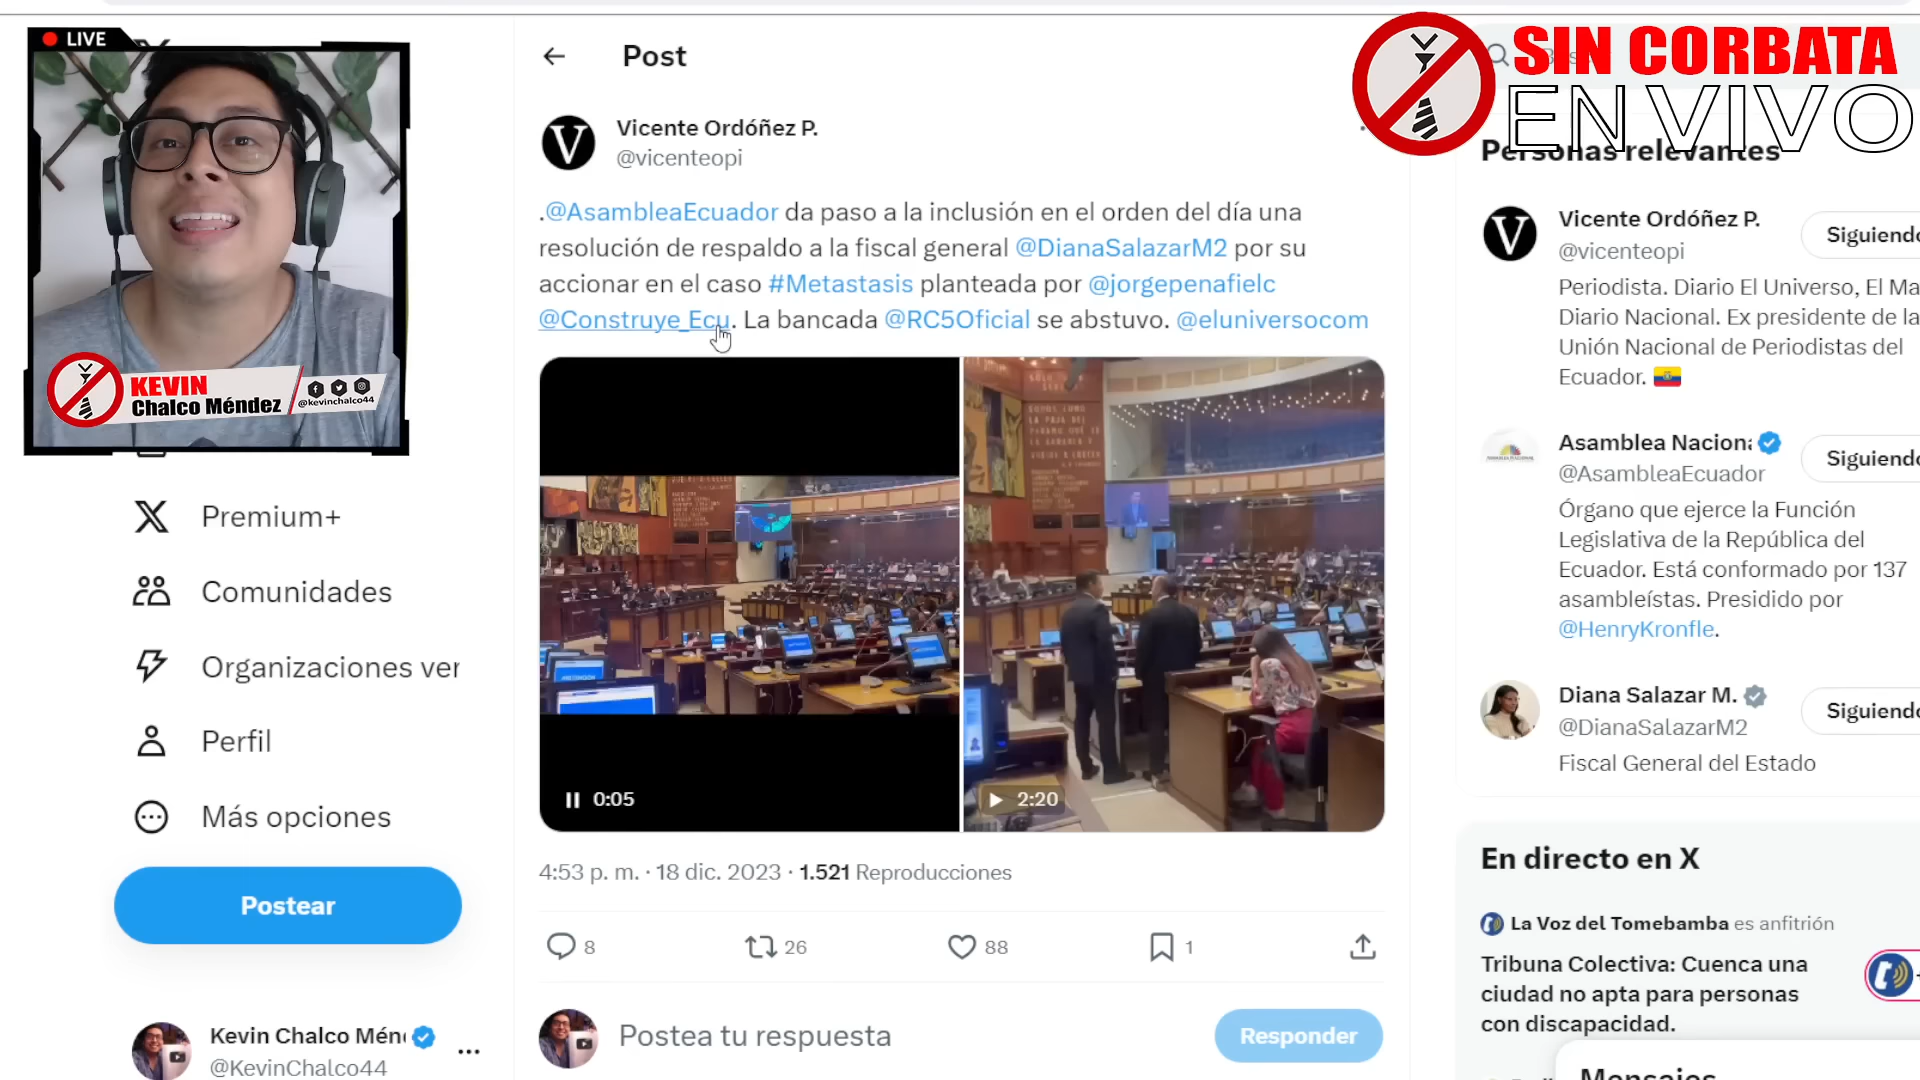 LIVE
KEVIN
Chalco Méndez
@kevinchalco44
Premium+
Comunidades
Organizaciones ver
Perfil
Más opciones
Postear
Kevin Chalco Mén
@KevinChalco44
Post
Vicente Ordóñez P.
@vicenteopi
.@AsambleaEcuador da paso a la inclusión en el orden del día una
resolución de respaldo a la fiscal general @DianaSalazarM2 por su
accionar en el caso #Metastasis planteada por @jorgepenafielc
@Construye_Ecu. La bancada @RC5Oficial se abstuvo. @eluniversocom
0:05
2:20
4:53 p. m. · 18 dic. 2023 · 1.521 Reproducciones
8
26
88
1
Postea tu respuesta
Responder
SIN CORBATA
EN VIVO
Personas relevantes
Vicente Ordóñez P.
@vicenteopi
Siguiendo
Periodista. Diario El Universo, El Ma
Diario Nacional. Ex presidente de la
Unión Nacional de Periodistas del
Ecuador.
Asamblea Naciona
@AsambleaEcuador
Siguiendo
Órgano que ejerce la Función
Legislativa de la República del
Ecuador. Está conformado por 137
asambleístas. Presidido por
@HenryKronfle.
Diana Salazar M.
@DianaSalazarM2
Siguiendo
Fiscal General del Estado
En directo en X
La Voz del Tomebamba es anfitrión
Tribuna Colectiva: Cuenca una
ciudad no apta para personas
con discapacidad.
Mensajes